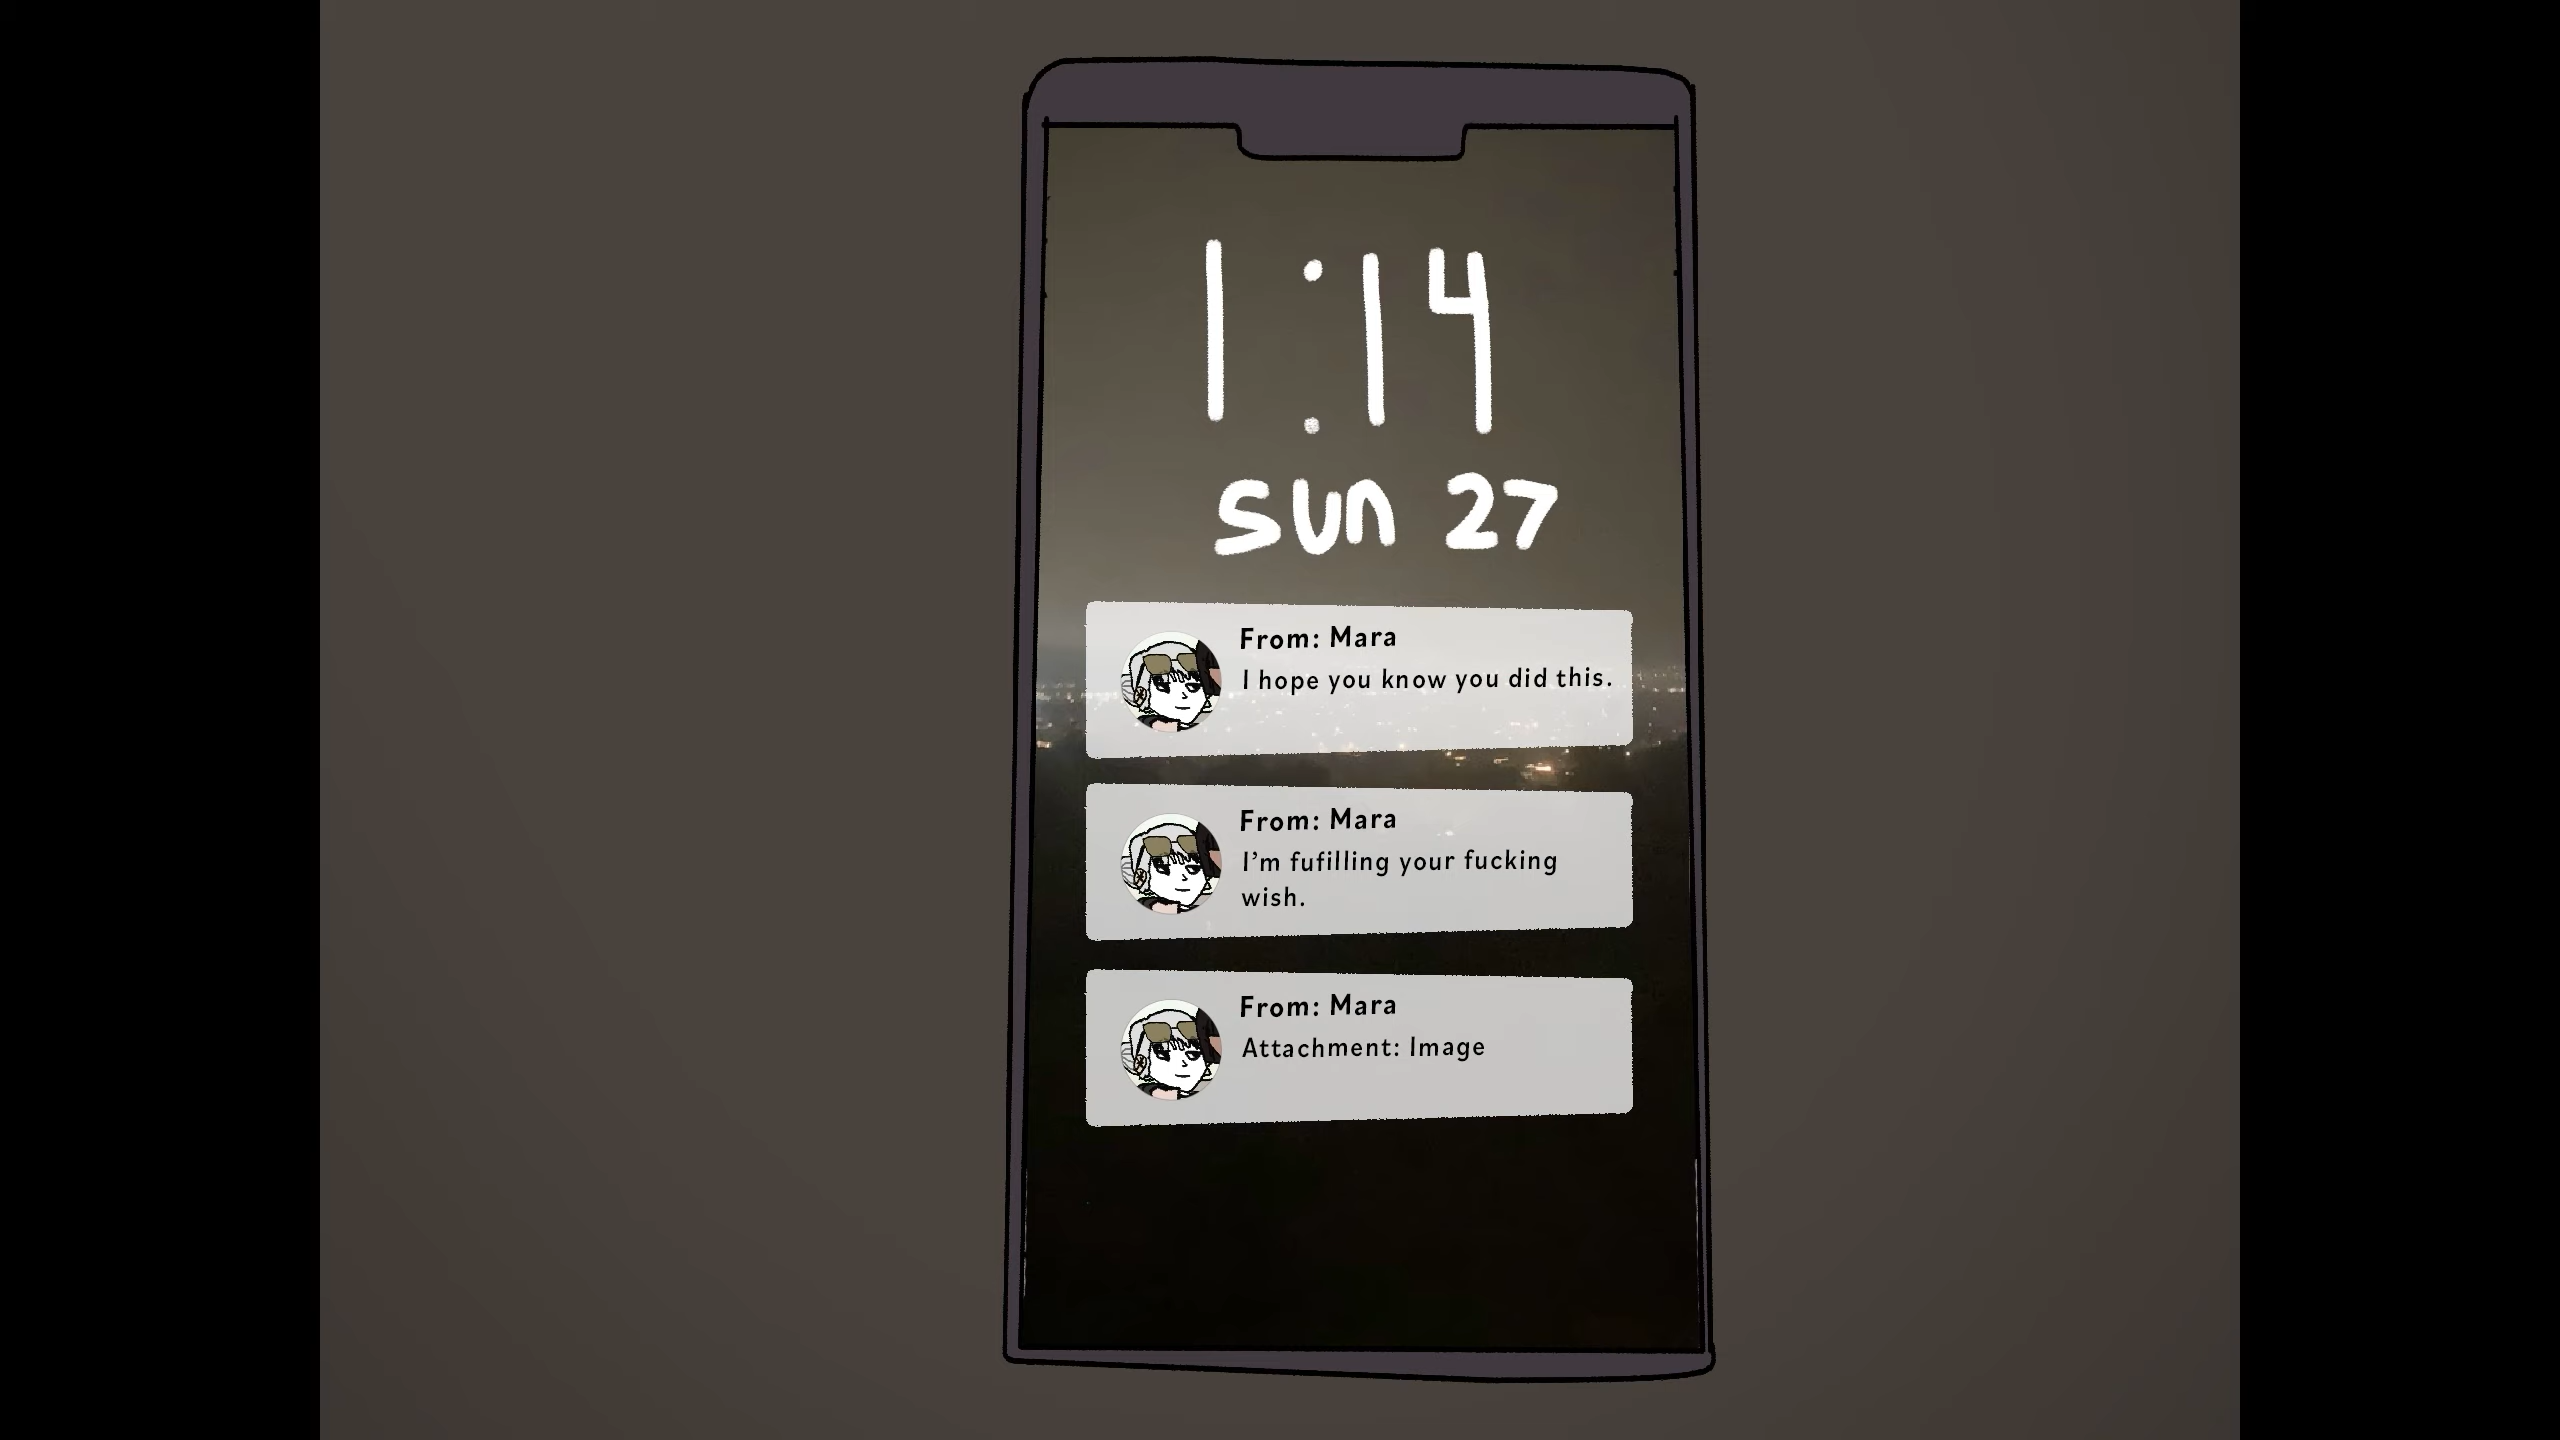 1:14
sun 27
From: Mara
I hope you know you did this.
From: Mara
I'm fufilling your fucking
wish.
From: Mara
Attachment: Image